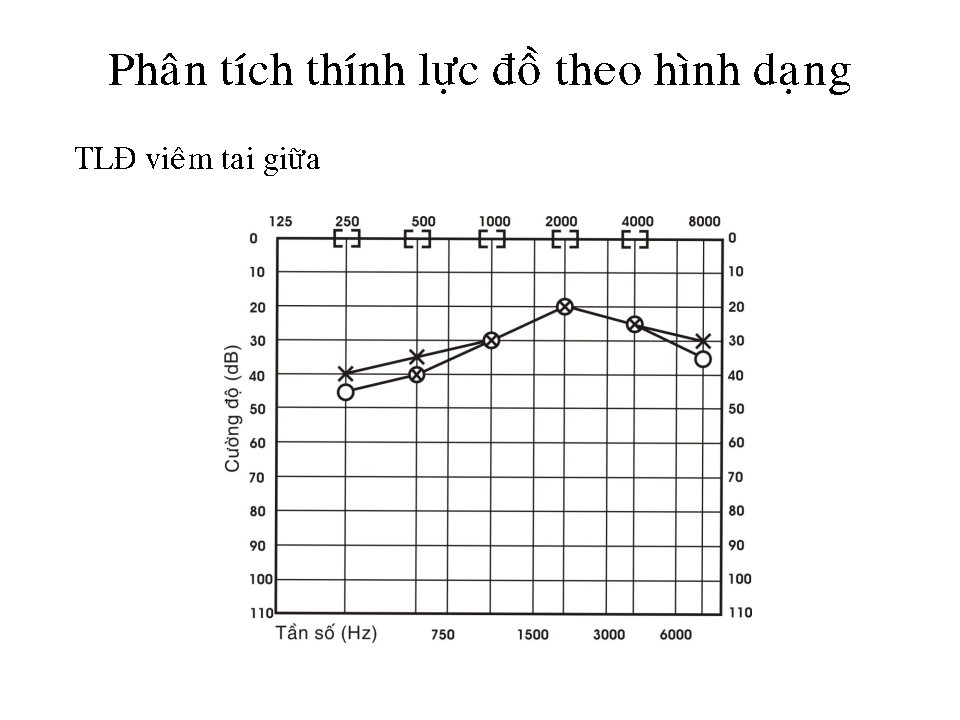 Phân tích thính lực đồ theo hình dạng
TLĐ viêm tai giữa
125 250 500 1000 2000 4000 8000
0 0
10 10
20 20
30 30
40 40
50 50
60 60
70 70
80 80
90 90
100 100
110 110
Cường độ (dB)
Tần số (Hz) 750 1500 3000 6000